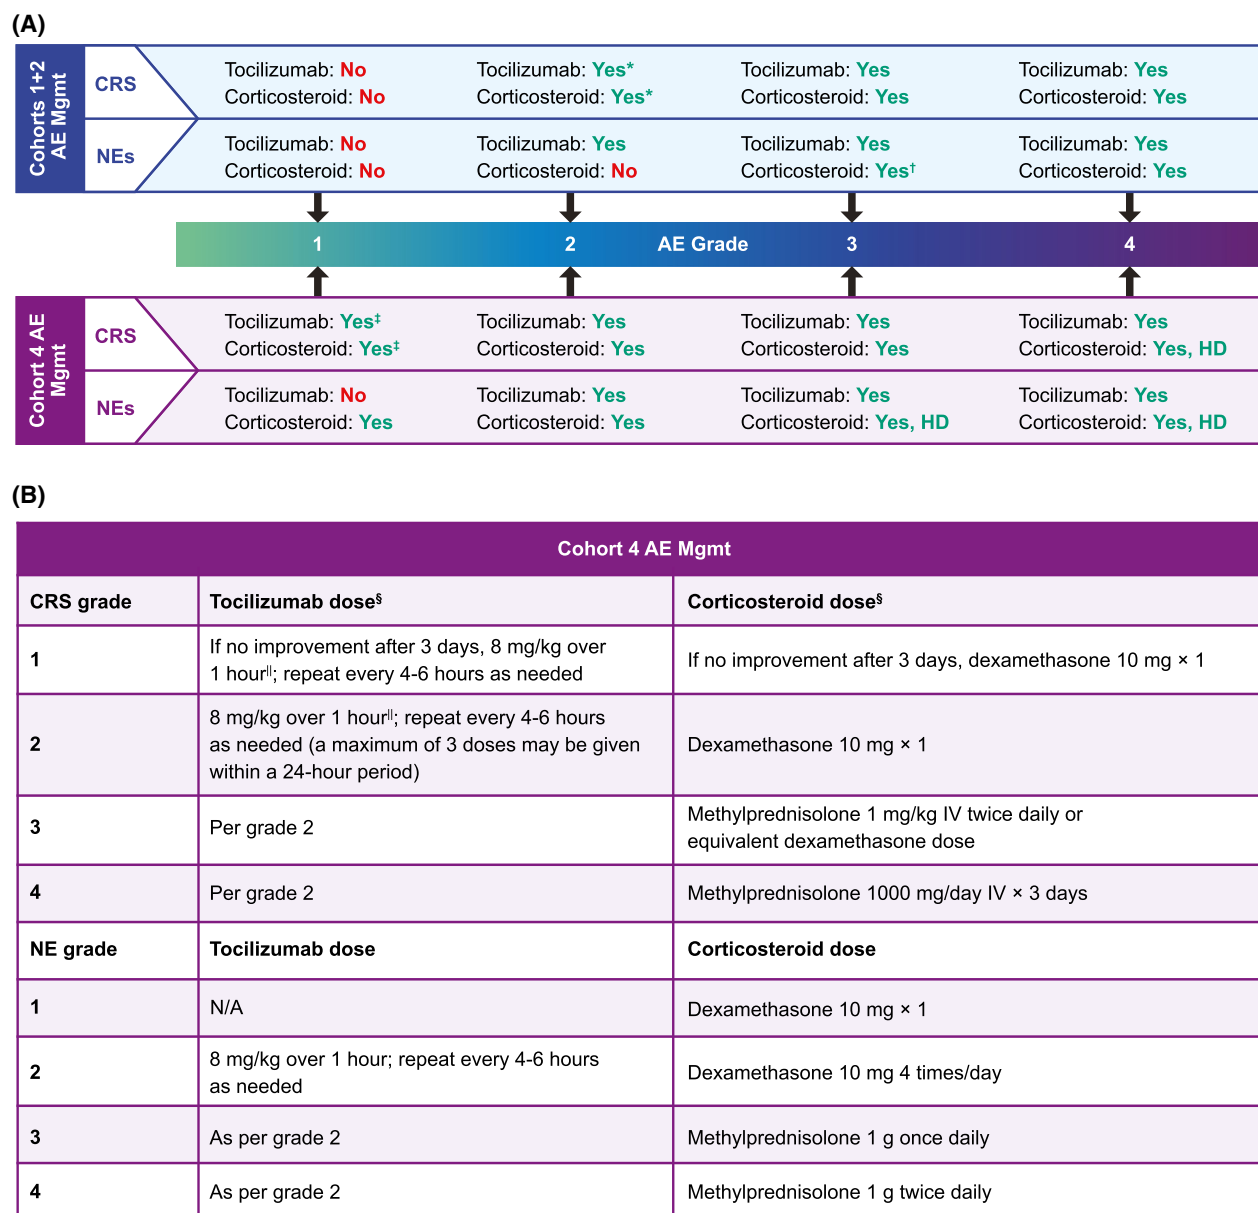 (A)
Cohorts 1+2
AE Mgmt
CRS
Tocilizumab: No
Corticosteroid: No
Tocilizumab: Yes*
Corticosteroid: Yes*
Tocilizumab: Yes
Corticosteroid: Yes
Tocilizumab: Yes
Corticosteroid: Yes
NEs
Tocilizumab: No
Corticosteroid: No
Tocilizumab: Yes
Corticosteroid: No
Tocilizumab: Yes
Corticosteroid: Yes†
Tocilizumab: Yes
Corticosteroid: Yes
1 2 AE Grade 3 4
Cohort 4 AE
Mgmt
CRS
Tocilizumab: Yes‡
Corticosteroid: Yes‡
Tocilizumab: Yes
Corticosteroid: Yes
Tocilizumab: Yes
Corticosteroid: Yes
Tocilizumab: Yes
Corticosteroid: Yes, HD
NEs
Tocilizumab: No
Corticosteroid: Yes
Tocilizumab: Yes
Corticosteroid: Yes
Tocilizumab: Yes
Corticosteroid: Yes, HD
Tocilizumab: Yes
Corticosteroid: Yes, HD
(B)
Cohort 4 AE Mgmt
CRS grade
Tocilizumab dose§
Corticosteroid dose§
1
If no improvement after 3 days, 8 mg/kg over
1 hour||; repeat every 4-6 hours as needed
If no improvement after 3 days, dexamethasone 10 mg × 1
2
8 mg/kg over 1 hour||; repeat every 4-6 hours
as needed (a maximum of 3 doses may be given
within a 24-hour period)
Dexamethasone 10 mg × 1
3
Per grade 2
Methylprednisolone 1 mg/kg IV twice daily or
equivalent dexamethasone dose
4
Per grade 2
Methylprednisolone 1000 mg/day IV × 3 days
NE grade
Tocilizumab dose
Corticosteroid dose
1
N/A
Dexamethasone 10 mg × 1
2
8 mg/kg over 1 hour; repeat every 4-6 hours
as needed
Dexamethasone 10 mg 4 times/day
3
As per grade 2
Methylprednisolone 1 g once daily
4
As per grade 2
Methylprednisolone 1 g twice daily